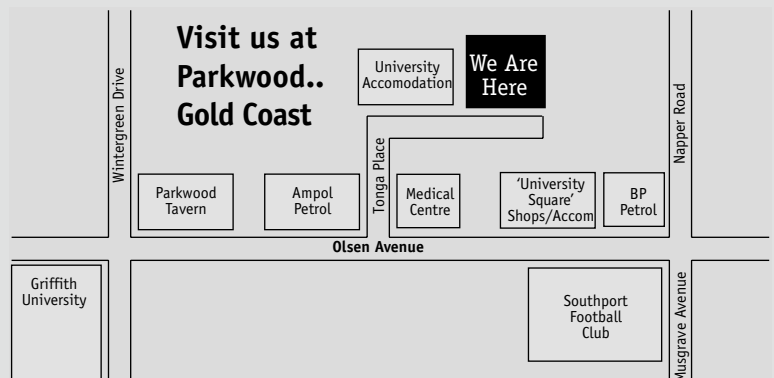 Visit us at
Parkwood..
Gold Coast
University
Accomodation
We Are
Here
Wintergreen Drive
Napper Road
Tonga Place
Parkwood
Tavern
Ampol
Petrol
Medical
Centre
'University
Square'
Shops/Accom
BP
Petrol
Olsen Avenue
Griffith
University
Southport
Football
Club
Musgrave Avenue